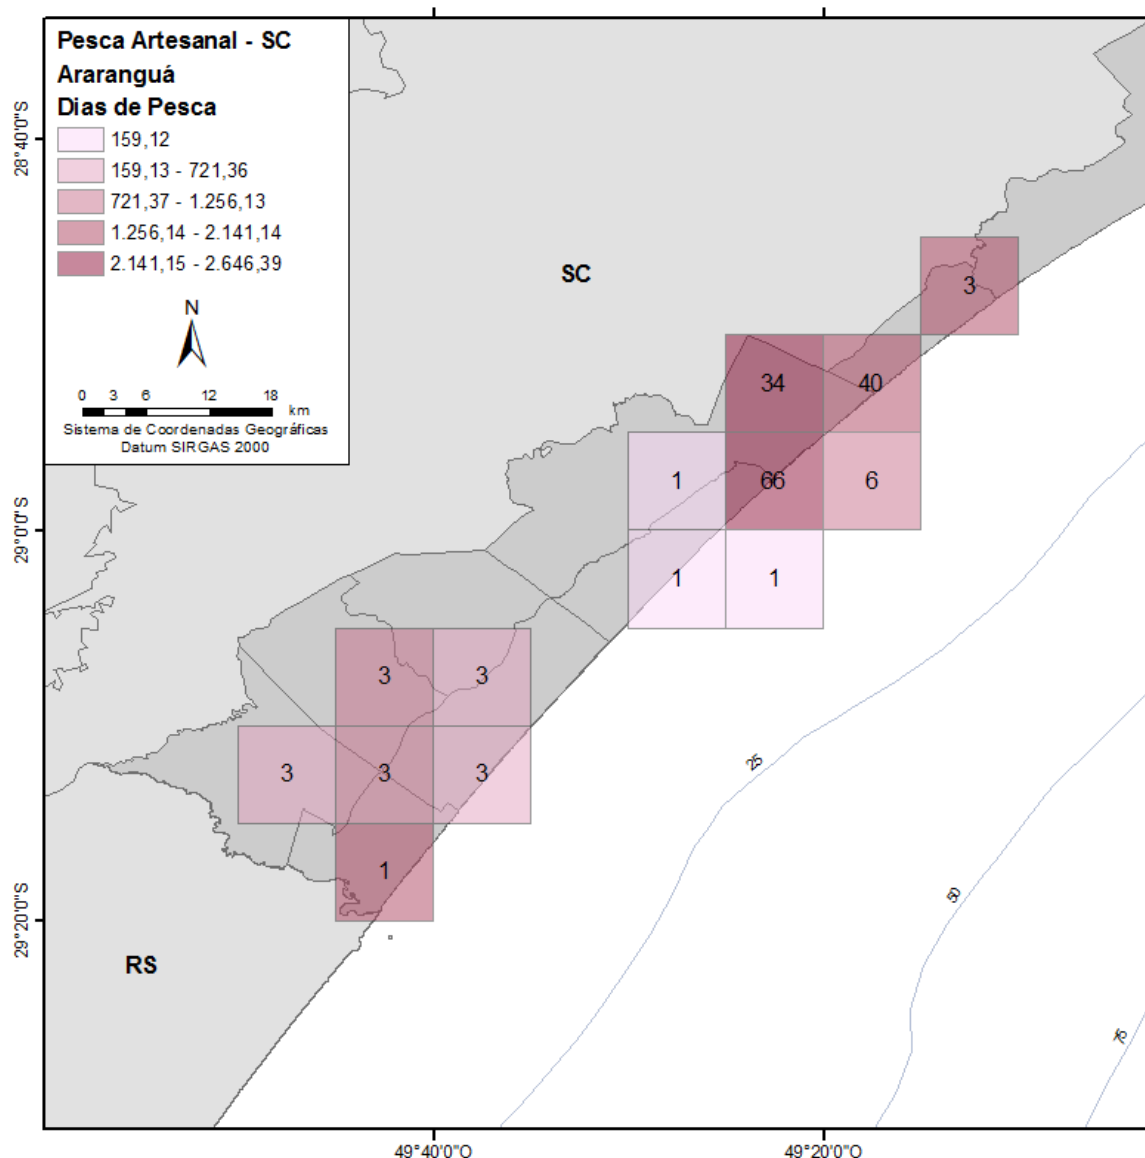 Pesca Artesanal - SC
Araranguá
Dias de Pesca
159,12
159,13 - 721,36
721,37 - 1.256,13
1.256,14 - 2.141,14
2.141,15 - 2.646,39
N
0 3 6 12 18
km
Sistema de Coordenadas Geográficas
Datum SIRGAS 2000
28°40'0"S
SC
3
34 40
1 66 6
29°0'0"S
1 1
3 3
3 3 3
25
1
50
29°20'0"S
RS
75
49°40'0"O 49°20'0"O